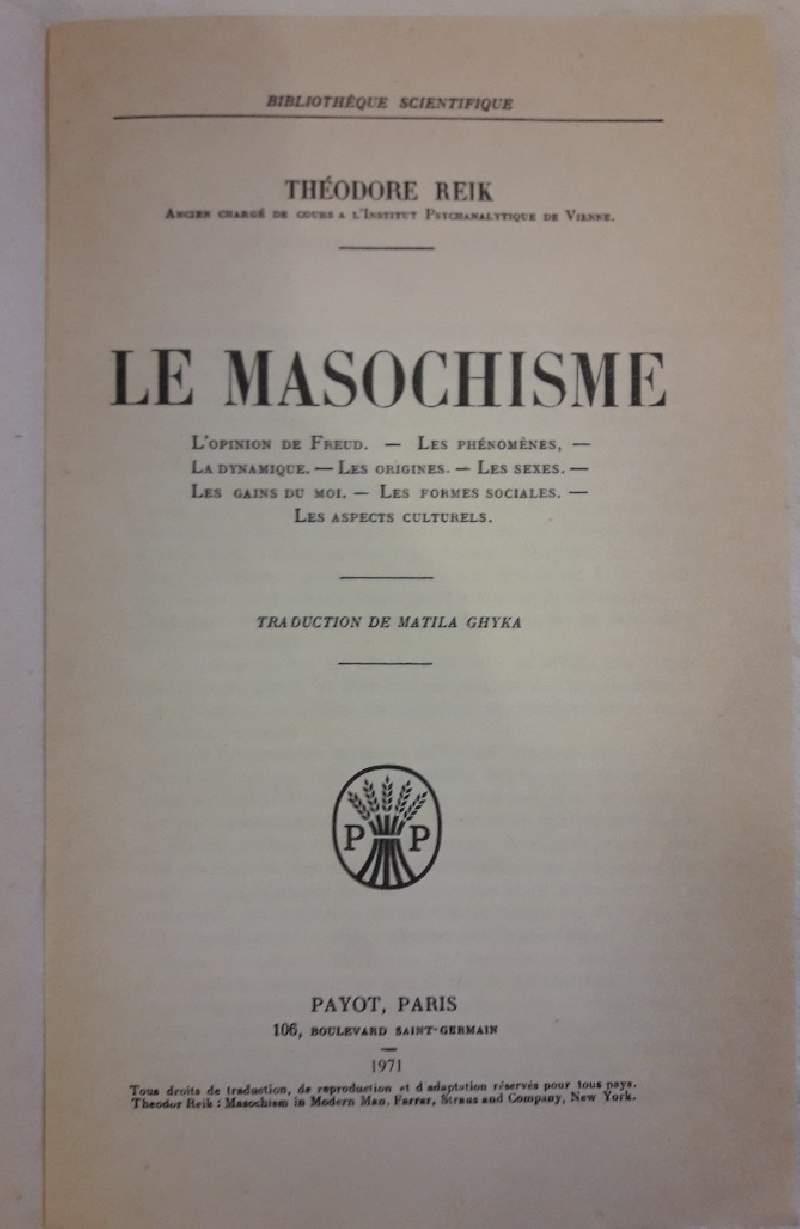 BIBLIOTHÈQUE SCIENTIFIQUE
THÉODORE REIK
Ancien chargé de cours a l'Institut Psychanalytique de Vienne.
LE MASOCHISME
L'opinion de Freud. — Les phénomènes, —
La dynamique. — Les origines. — Les sexes. —
Les gains du moi. — Les formes sociales. —
Les aspects culturels.
TRADUCTION DE MATILA GHYKA
P P
PAYOT, PARIS
106, BOULEVARD SAINT-GERMAIN
1971
Tous droits de traduction, de reproduction et d'adaptation réservés pour tous pays.
Theodor Reik : Masochism in Modern Man. Farrar, Straus and Company, New York.